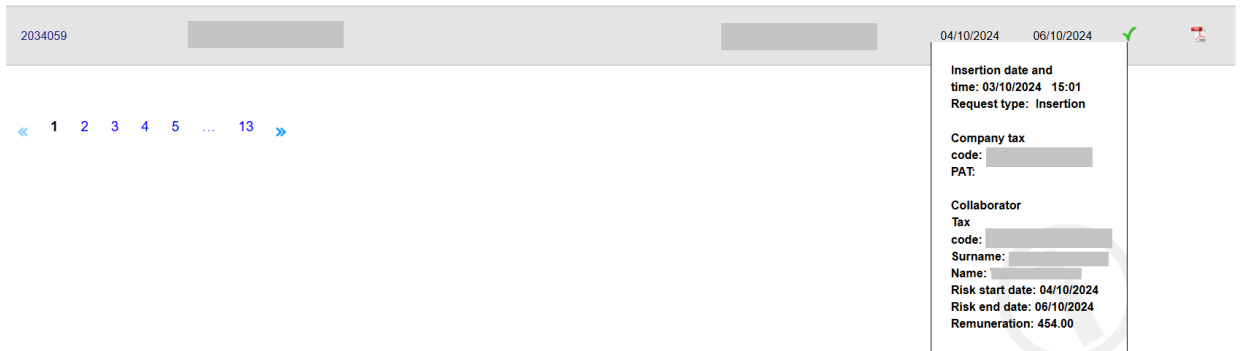 2034059 04/10/2024 06/10/2024
Insertion date and
time: 03/10/2024 15:01
Request type: Insertion
Company tax
code:
PAT:
Collaborator
Tax
code:
Surname:
Name:
Risk start date: 04/10/2024
Risk end date: 06/10/2024
Remuneration: 454.00
« 1 2 3 4 5 ... 13 »